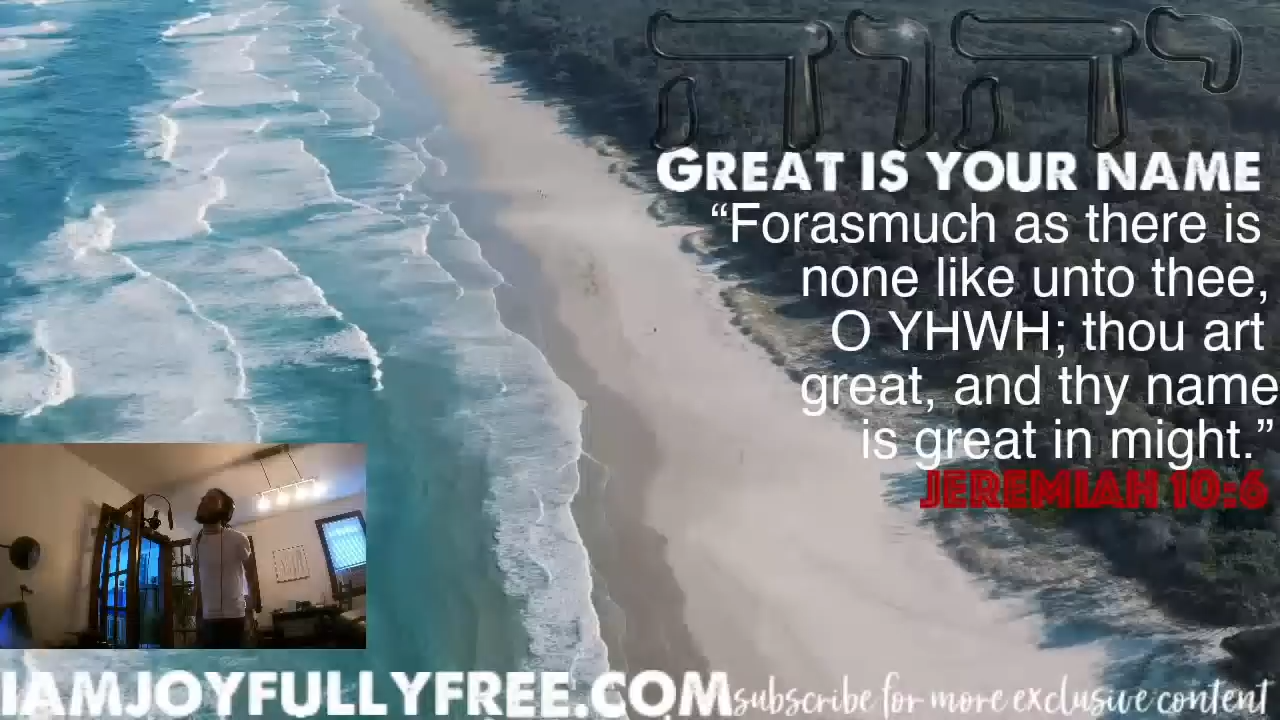 יהוה
GREAT IS YOUR NAME
“Forasmuch as there is
none like unto thee,
O YHWH; thou art
great, and thy name
is great in might.”
JEREMIAH 10:6
IAMJOYFULLYFREE.COM
subscribe for more exclusive content